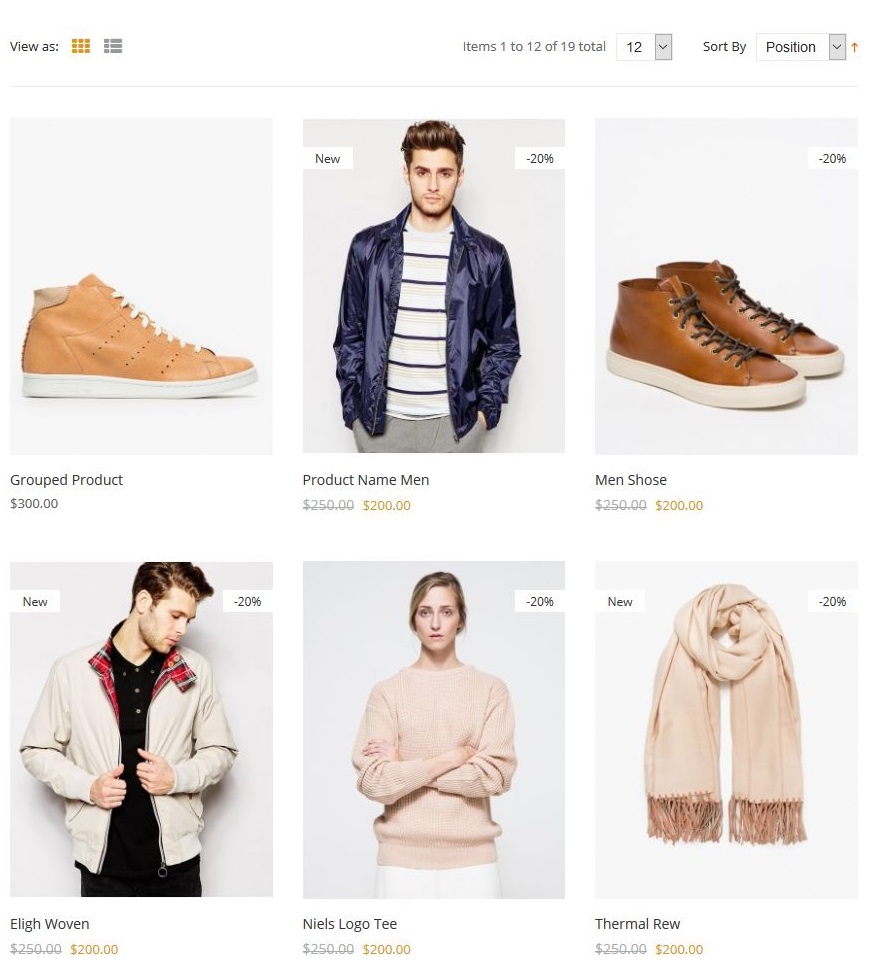 View as: Items 1 to 12 of 19 total 12 Sort By Position
New -20% -20%
Grouped Product Product Name Men Men Shose
$300.00 $250.00 $200.00 $250.00 $200.00
New -20% -20% New -20%
Eligh Woven Niels Logo Tee Thermal Rew
$250.00 $200.00 $250.00 $200.00 $250.00 $200.00